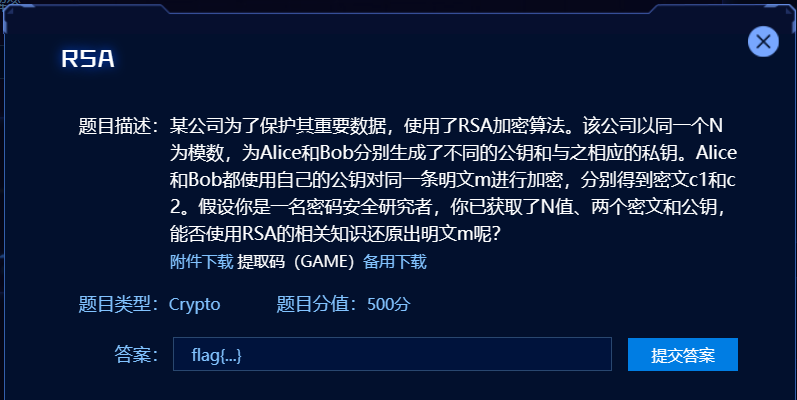 RSA
题目描述：某公司为了保护其重要数据，使用了RSA加密算法。该公司以同一个N
为模数，为Alice和Bob分别生成了不同的公钥和与之相应的私钥。Alice
和Bob都使用自己的公钥对同一条明文m进行加密，分别得到密文c1和c
2。假设你是一名密码安全研究者，你已获取了N值、两个密文和公钥，
能否使用RSA的相关知识还原出明文m呢？
附件下载 提取码（GAME）备用下载
题目类型：Crypto 题目分值：500分
答案： flag{...} 提交答案